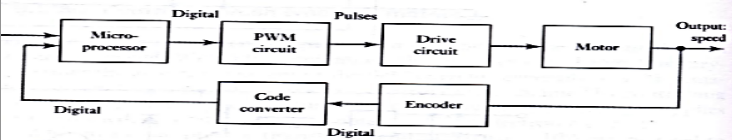 Digital
Pulses
Output:
speed
Micro-
processor
PWM
circuit
Drive
circuit
Motor
Code
converter
Encoder
Digital
Digital